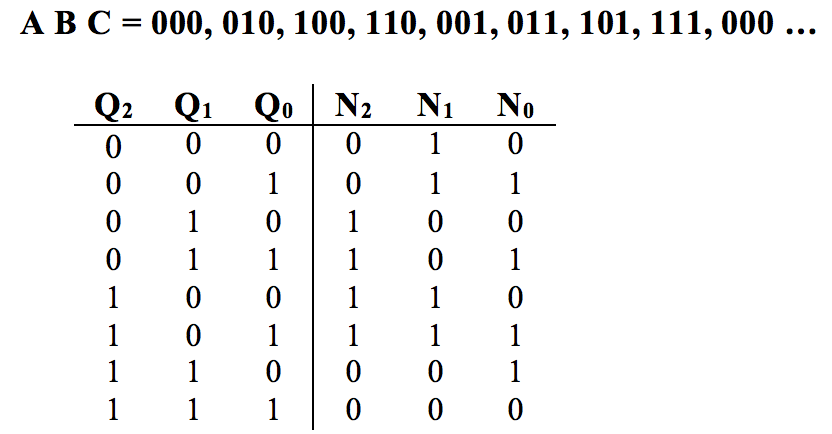 A B C = 000, 010, 100, 110, 001, 011, 101, 111, 000 ...
Q2 Q1 Q0 N2 N1 N0
0 0 0 0 1 0
0 0 1 0 1 1
0 1 0 1 0 0
0 1 1 1 0 1
1 0 0 1 1 0
1 0 1 1 1 1
1 1 0 0 0 1
1 1 1 0 0 0